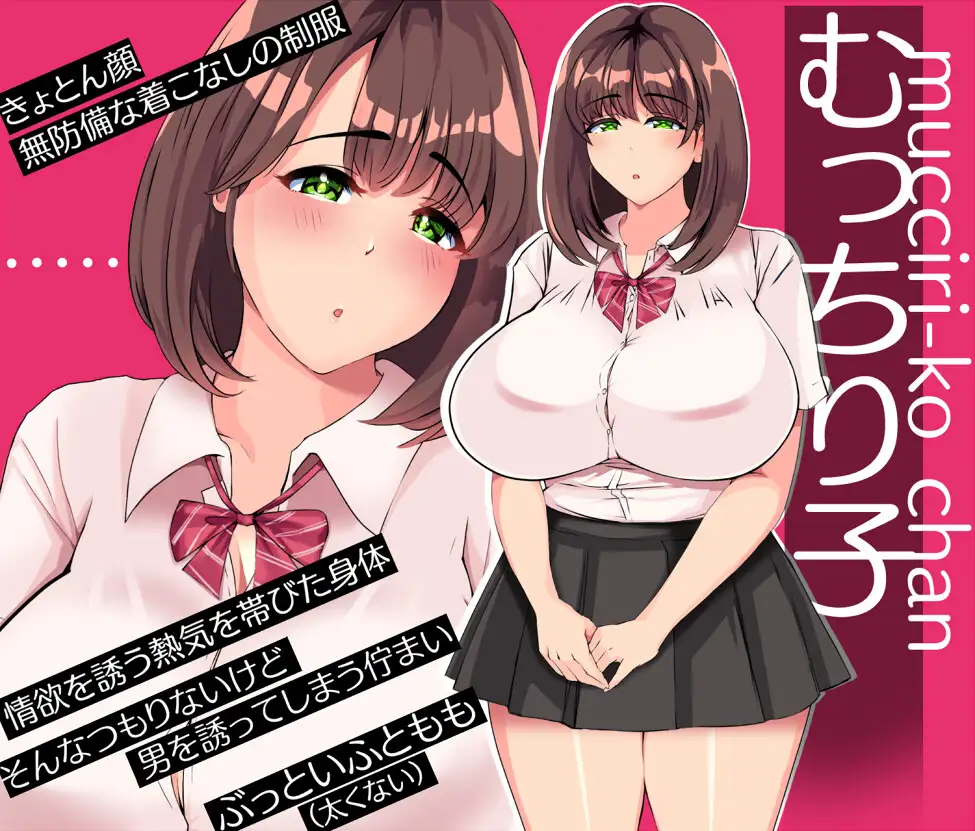 きょとん顔
無防備な着こなしの制服
・・・・・
情欲を誘う熱気を帯びた身体
そんなつもりないけど
男を誘ってしまう佇まい
ぶっといふともも
(太くない)
むっちり子
mucciri-ko chan